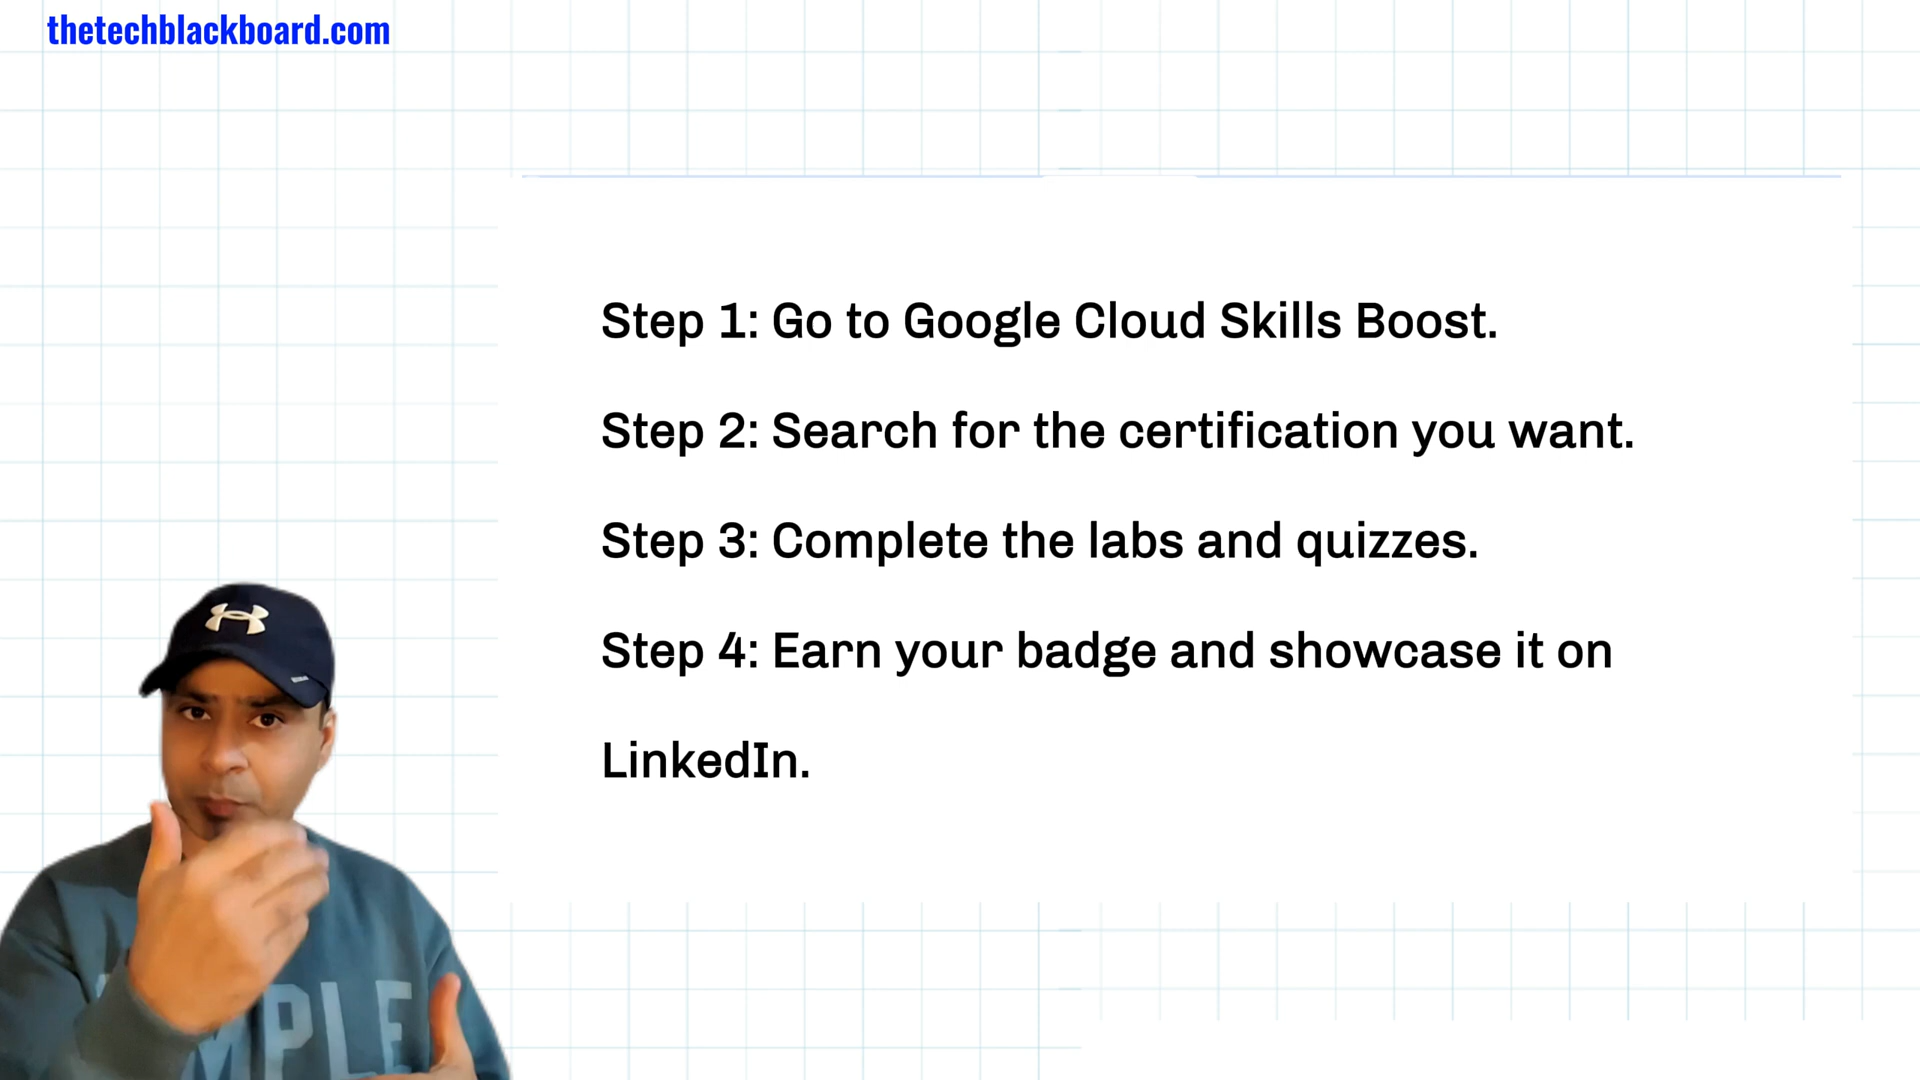 thetechblackboard.com
Step 1: Go to Google Cloud Skills Boost.
Step 2: Search for the certification you want.
Step 3: Complete the labs and quizzes.
Step 4: Earn your badge and showcase it on
LinkedIn.